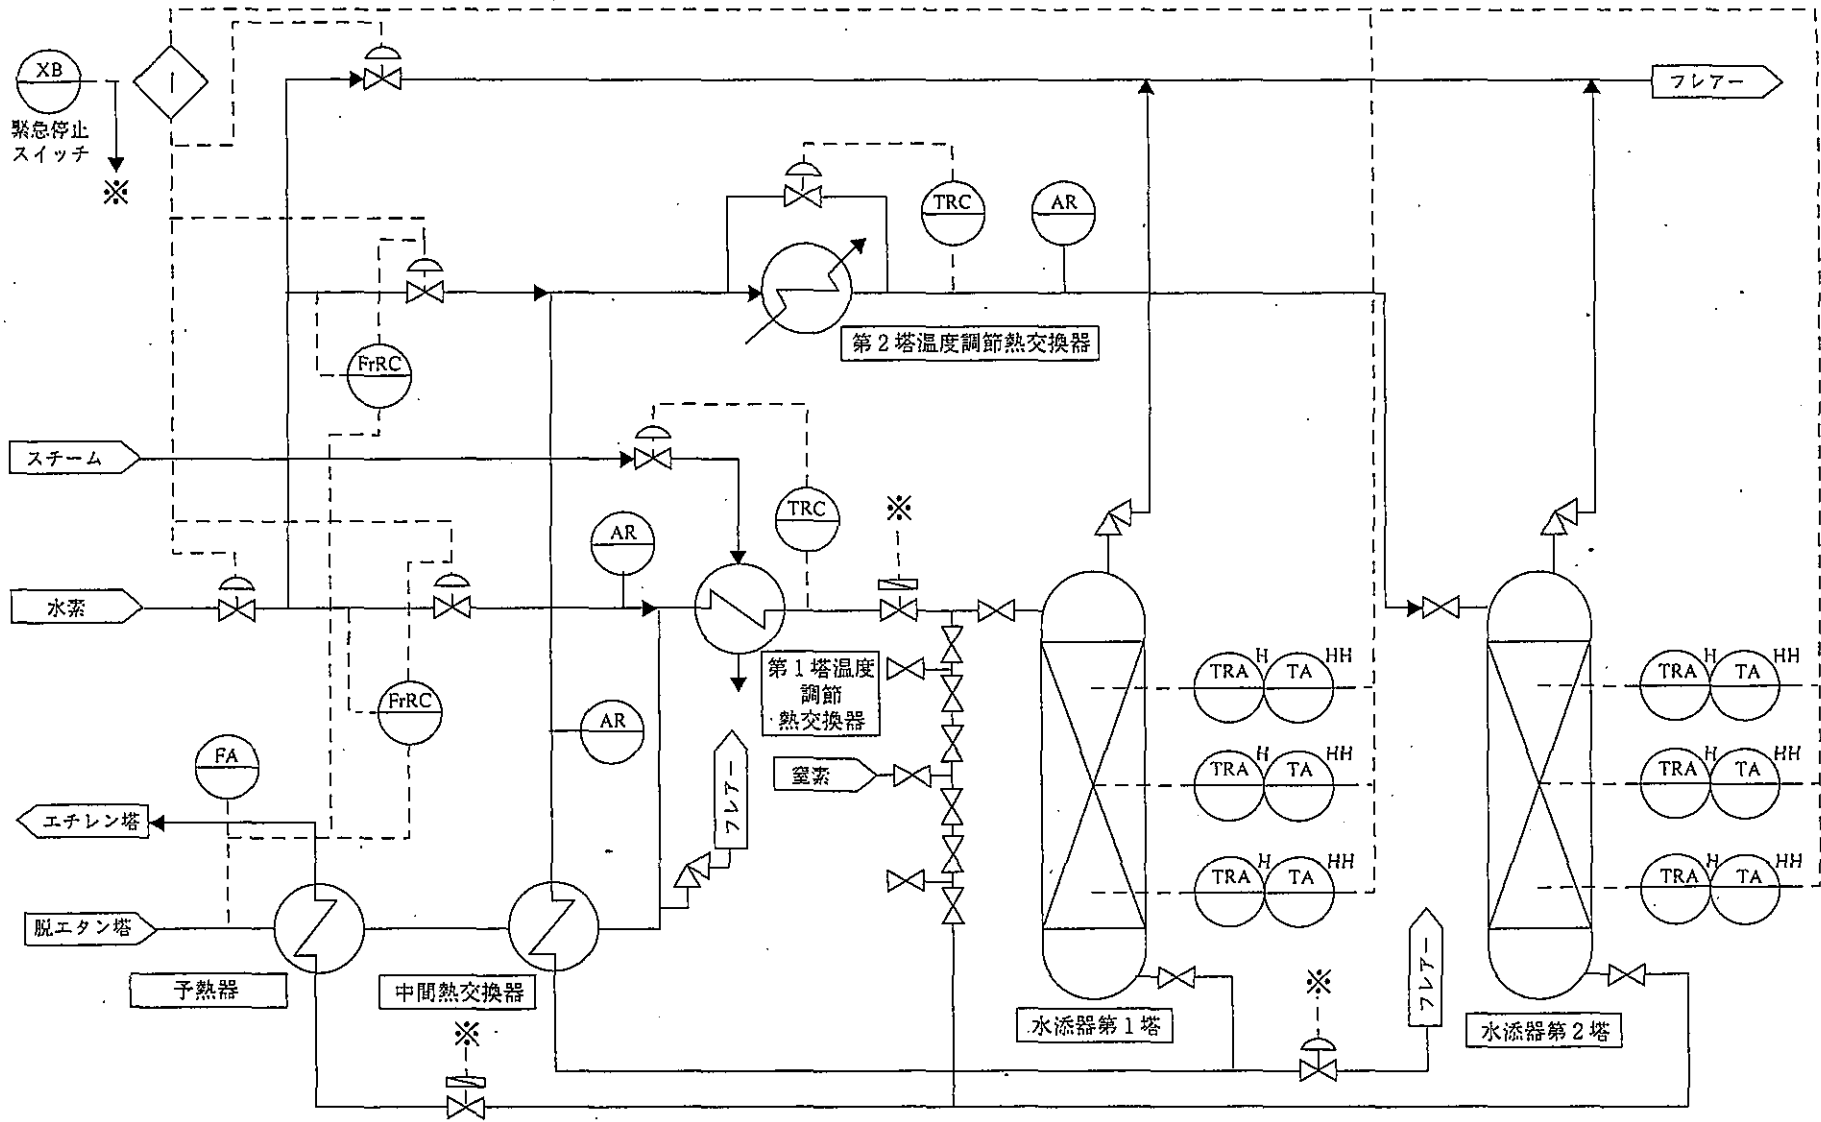 XB
緊急停止
スイッチ
※
I
フレアー
TRC
AR
第2塔温度調節熱交換器
FrRC
スチーム
TRC
※
AR
水素
第1塔温度
調節
熱交換器
FrRC
AR
FA
窒素
フレアー
エチレン塔
脱エタン塔
予熱器
中間熱交換器
※
TRA H TA HH
TRA H TA HH
TRA H TA HH
TRA H TA HH
TRA H TA HH
TRA H TA HH
※
フレアー
水添器第1塔
水添器第2塔